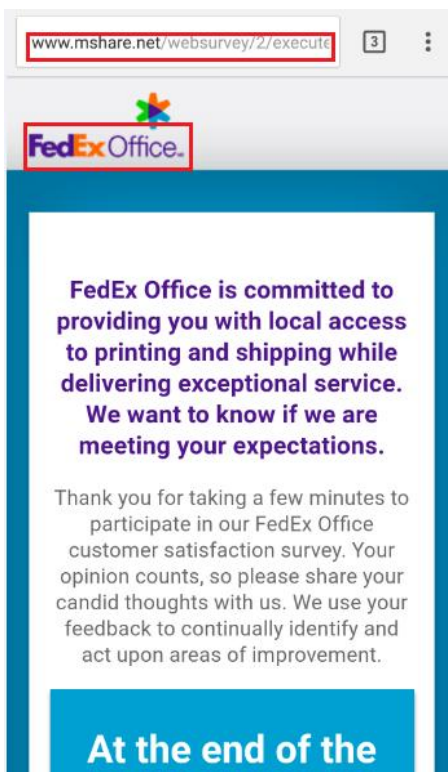 www.mshare.net/websurvey/2/execute
3
FedEx Office
FedEx Office is committed to
providing you with local access
to printing and shipping while
delivering exceptional service.
We want to know if we are
meeting your expectations.
Thank you for taking a few minutes to
participate in our FedEx Office
customer satisfaction survey. Your
opinion counts, so please share your
candid thoughts with us. We use your
feedback to continually identify and
act upon areas of improvement.
At the end of the